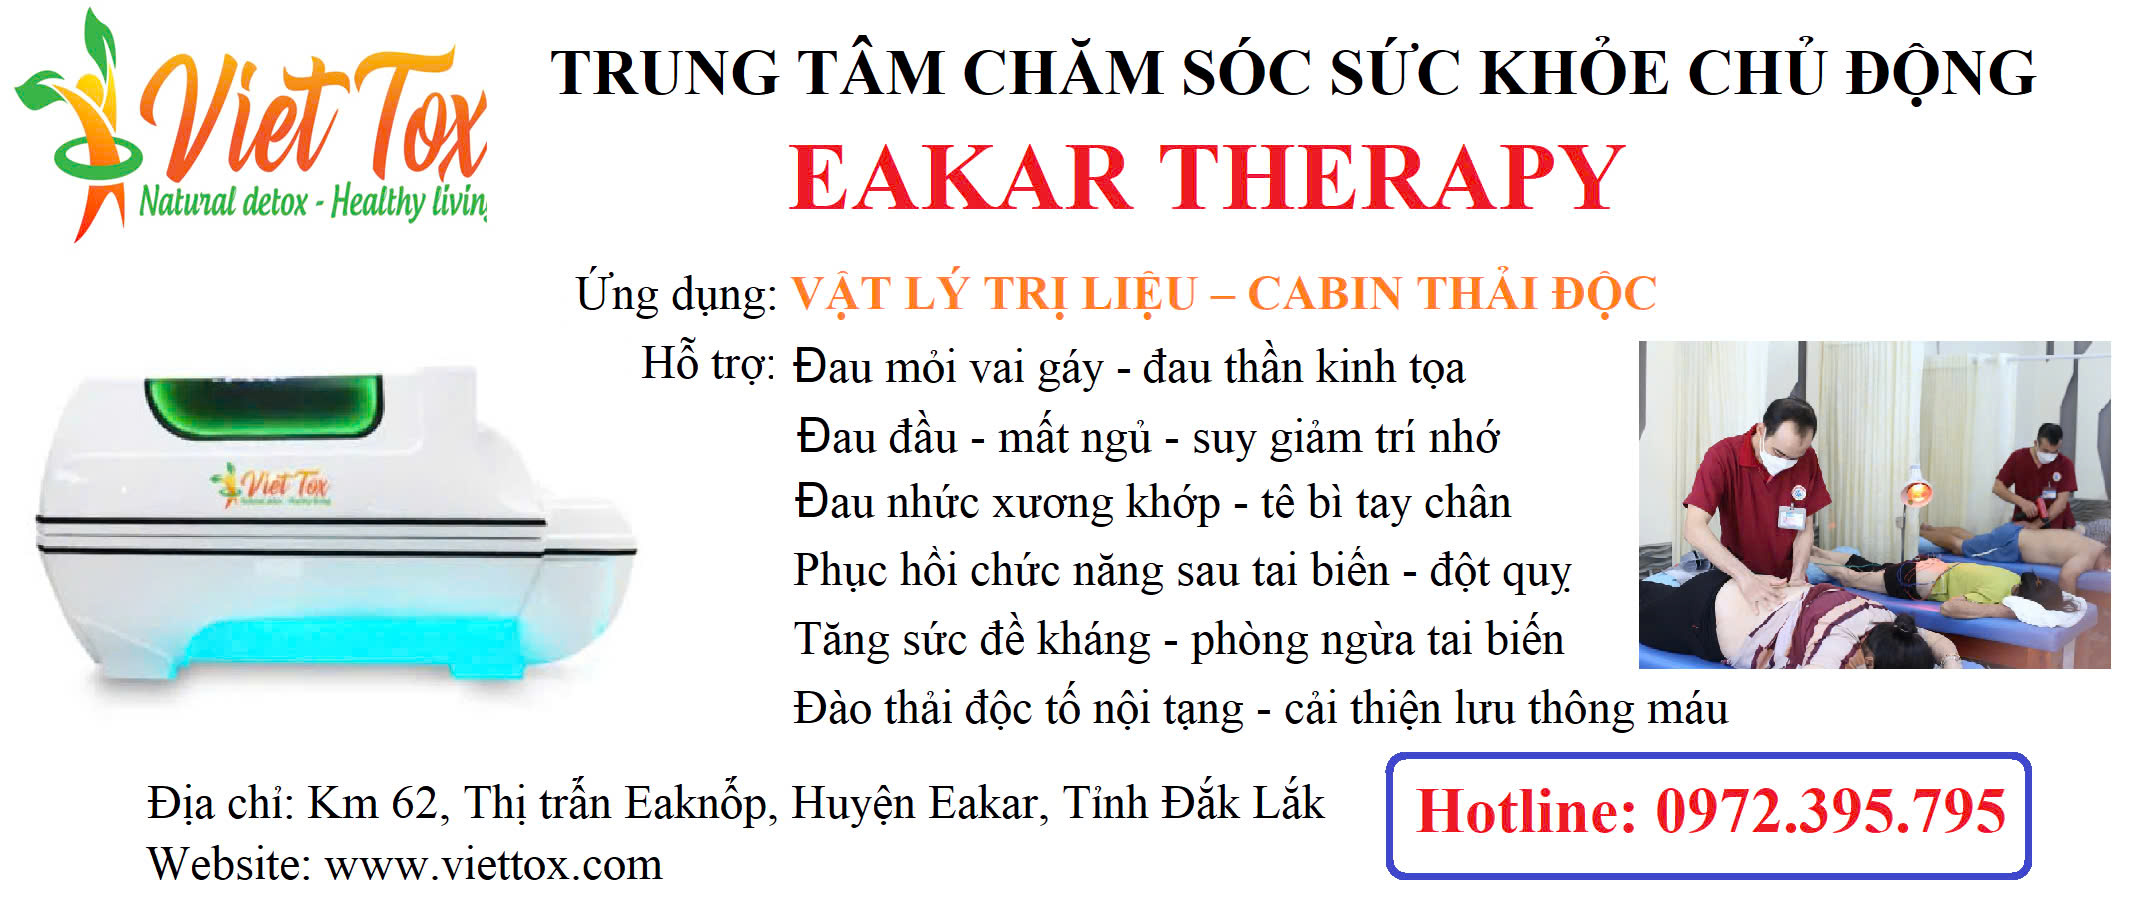 Viet Tox
Natural detox - Healthy livin
TRUNG TÂM CHĂM SÓC SỨC KHỎE CHỦ ĐỘNG
EAKAR THERAPY
Ứng dụng: VẬT LÝ TRỊ LIỆU – CABIN THẢI ĐỘC
Hỗ trợ: Đau mỏi vai gáy - đau thần kinh tọa
Đau đầu - mất ngủ - suy giảm trí nhớ
Đau nhức xương khớp - tê bì tay chân
Phục hồi chức năng sau tai biến - đột quỵ
Tăng sức đề kháng - phòng ngừa tai biến
Đào thải độc tố nội tạng - cải thiện lưu thông máu
Viet Tox
Natural detox - Healthy living
Địa chỉ: Km 62, Thị trấn Eaknốp, Huyện Eakar, Tỉnh Đắk Lắk
Website: www.viettox.com
Hotline: 0972.395.795